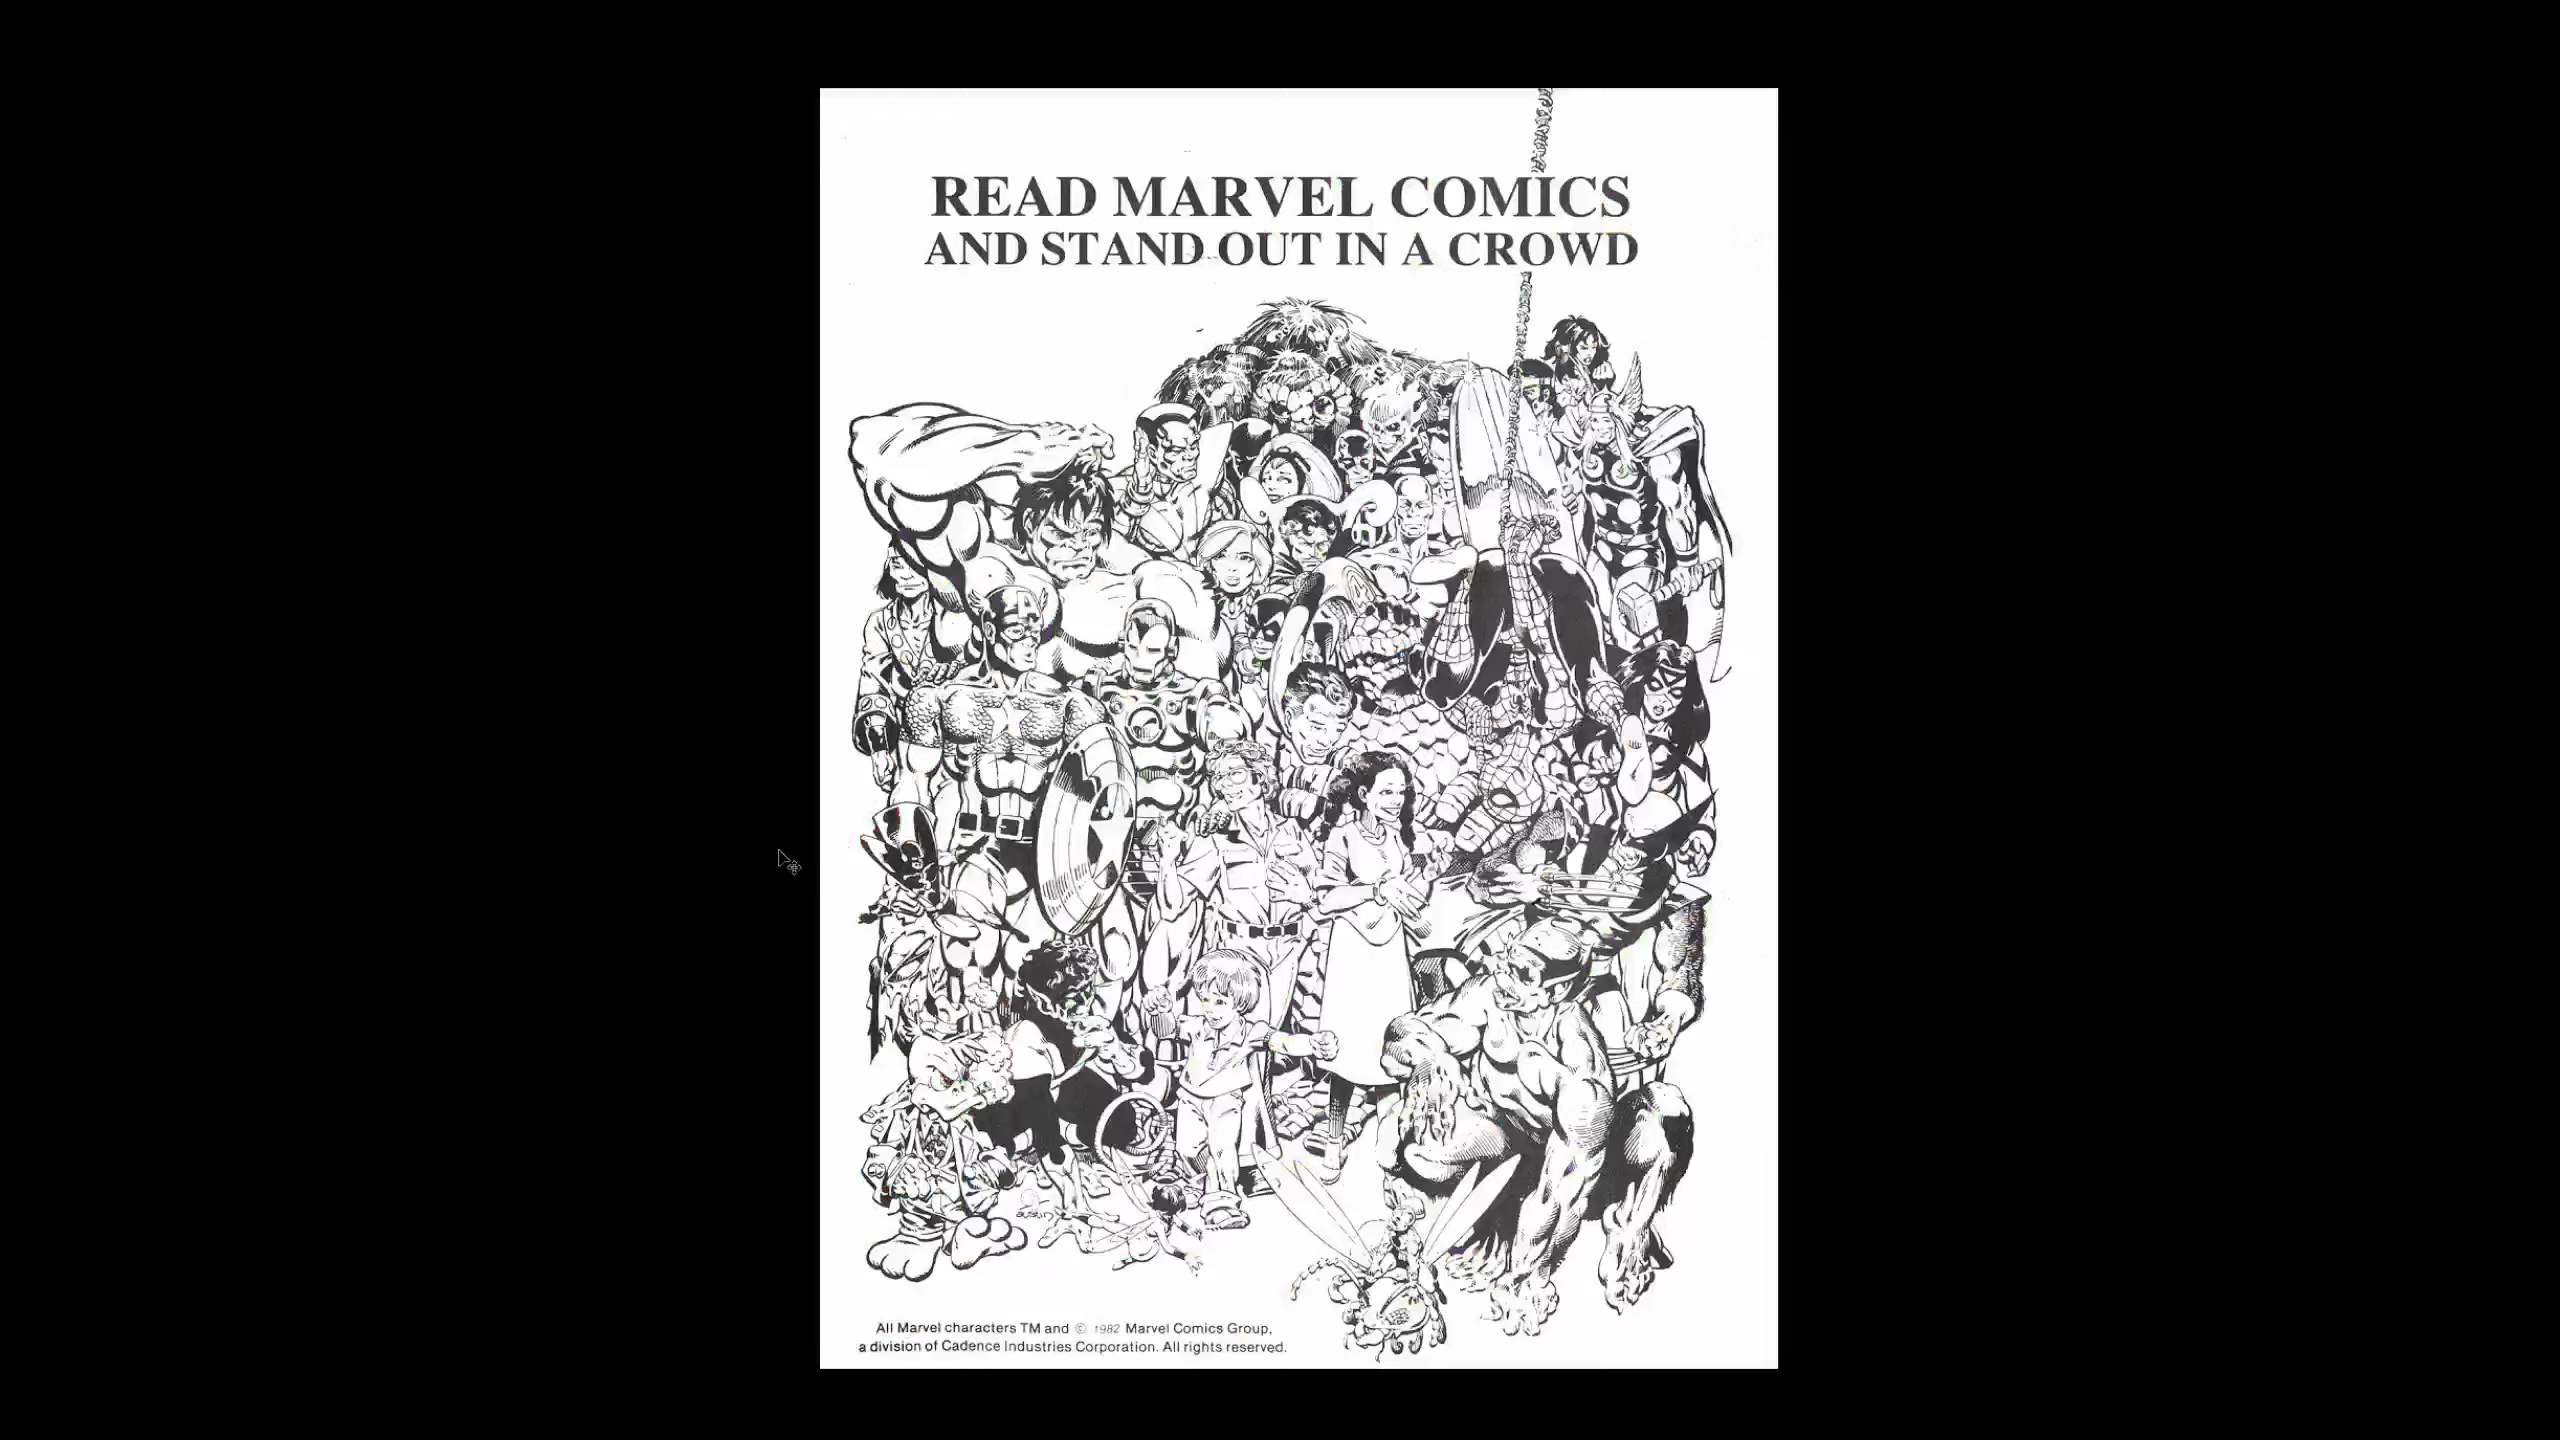 READ MARVEL COMICS
AND STAND OUT IN A CROWD
A
Austin
All Marvel characters TM and © 1982 Marvel Comics Group,
a division of Cadence Industries Corporation. All rights reserved.